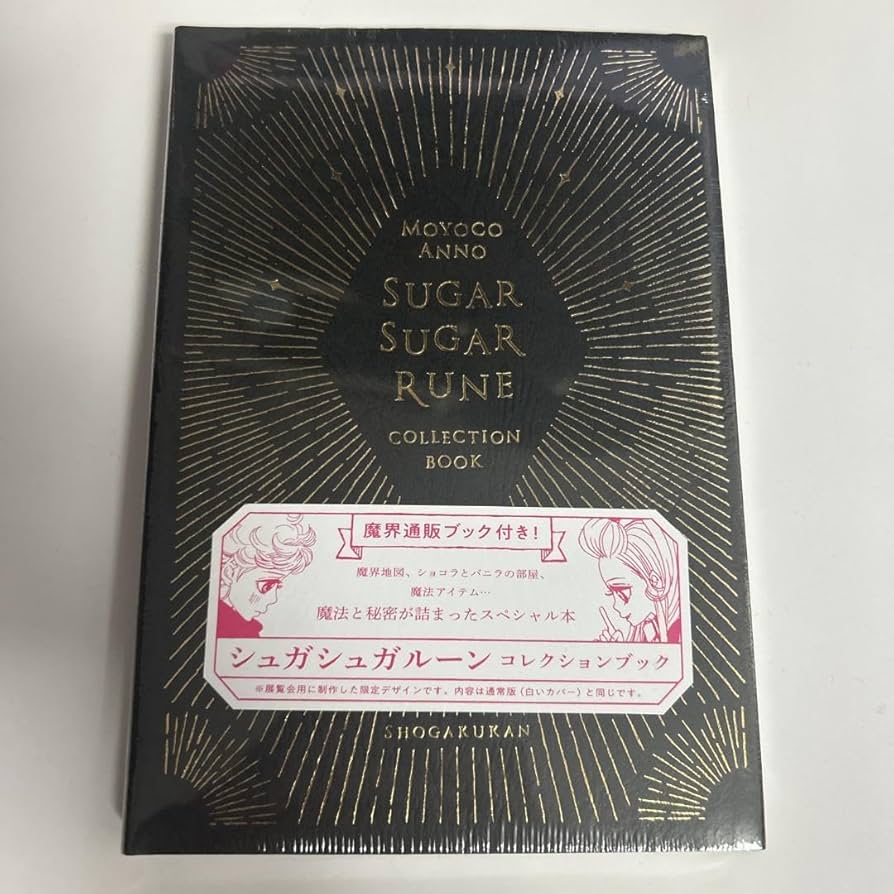 MOYOCO
ANNO
SUGAR
SUGAR
RUNE
COLLECTION
BOOK
魔界通販ブック付き!
魔界地図、ショコラとバニラの部屋、
魔法アイテム…
魔法と秘密が詰まったスペシャル本
シュガシュガルーン コレクションブック
※展覧会用に制作した限定デザインです。内容は通常版(白いカバー)と同じです。
SHOGAKUKAN